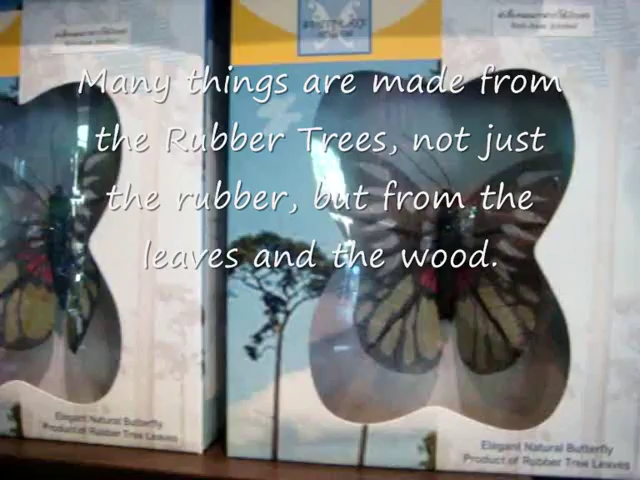 Many things are made from
the Rubber Trees, not just
the rubber, but from the
leaves and the wood.
Elegant Natural Butterfly
Product of Rubber Tree Leaves
Elegant Natural Butterfly
Product of Rubber Tree Leaves